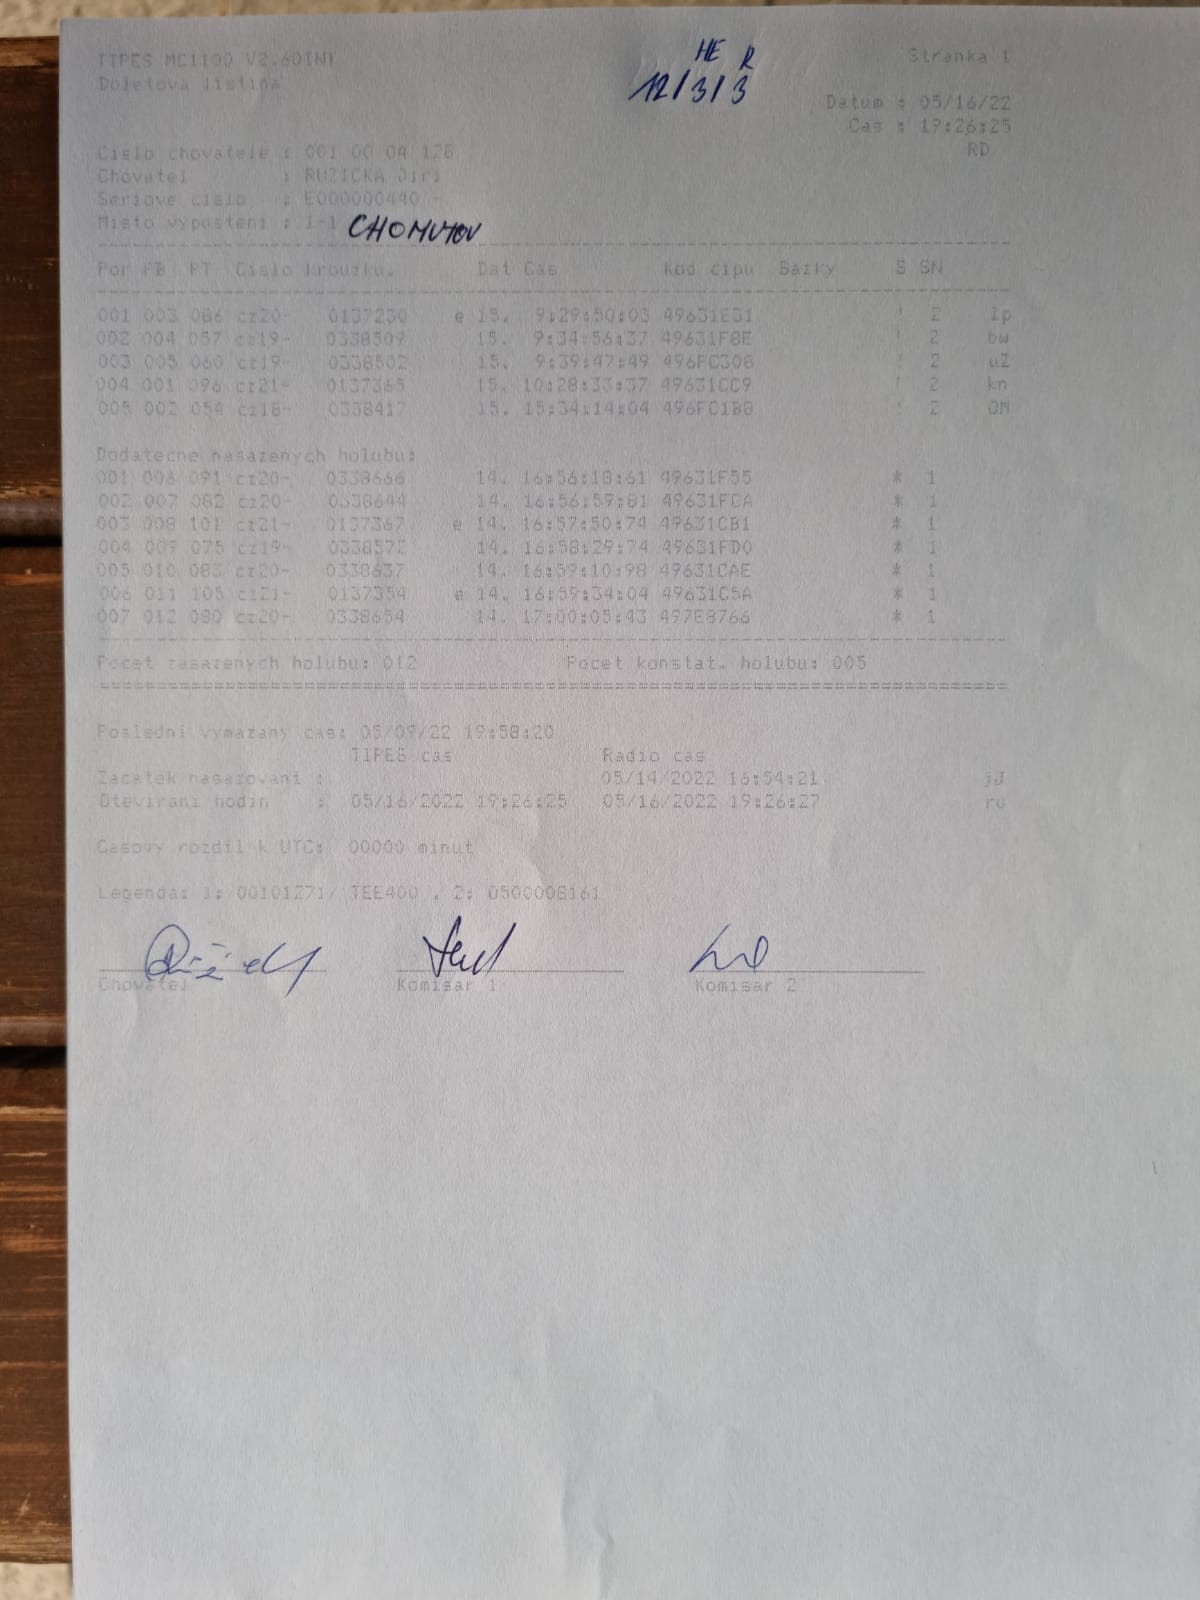 TIPES MC1100 V2.60INT HE R Stranka 1
Doletova listina 12/3/3
Datum : 05/16/22
Cas : 19:26:25
Cislo chovatele : 001 00 04 128 RD
Chovatel : RUZICKA Jiri
Seriove cislo : E000000440 -
Misto vypusteni : 1-1 CHOMUTOV
Por FB PT Cislo krouzku. Dat Cas Kod cipu Sazky S SN
001 003 086 cz20- 0137230 e 15. 9:29:50:03 49631E31 ! 2 lp
002 004 057 cz19- 0338509 15. 9:34:56:37 49631F8E ! 2 bw
003 005 060 cz19- 0338502 15. 9:39:47:49 496FC308 ! 2 uZ
004 001 096 cz21- 0137365 15. 10:28:33:37 49631CC9 ! 2 kn
005 002 054 cz18- 0338417 15. 15:34:14:04 496FC1B8 ! 2 OM
Dodatecne nasazenych holubu:
001 006 091 cz20- 0338668 14. 16:56:18:61 49631F55 * 1
002 007 082 cz20- 0338644 14. 16:56:59:81 49631FCA * 1
003 008 101 cz21- 0137367 e 14. 16:57:50:74 49631CB1 * 1
004 009 075 cz19- 0338572 14. 16:58:29:74 49631FD0 * 1
005 010 083 cz20- 0338637 14. 16:59:10:98 49631CAE * 1
006 011 105 cz21- 0137354 e 14. 16:59:34:04 49631C5A * 1
007 012 080 cz20- 0338654 14. 17:00:05:43 497E8766 * 1
Pocet nasazenych holubu: 012 Pocet konstat. holubu: 005
Posledni vymazany cas: 05/09/22 19:58:20
TIPES cas Radio cas
Zacatek nasazovani : 05/14/2022 16:54:21 jJ
Otevirani hodin : 05/16/2022 19:26:25 05/16/2022 19:26:27 ru
Casovy rozdil k UTC: 00000 minut
Legenda: 1: 00101271/ TEE400 , 2: 0500008161
Chovatel Komisar 1 Komisar 2